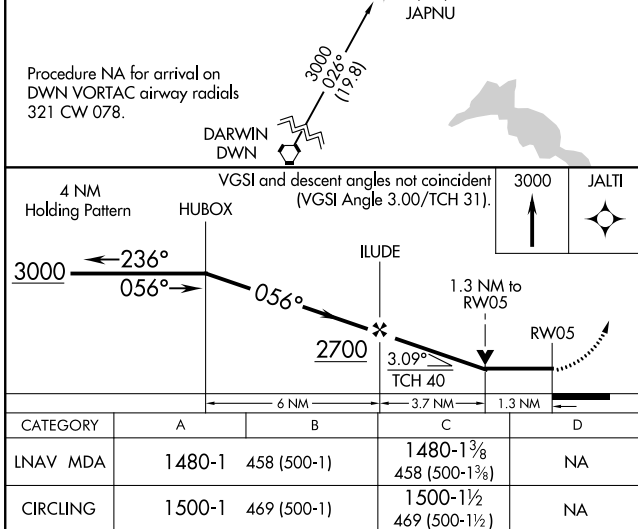 JAPNU
3000
026°
(19.8)
Procedure NA for arrival on
DWN VORTAC airway radials
321 CW 078.
DARWIN
DWN
VGSI and descent angles not coincident
(VGSI Angle 3.00/TCH 31).
3000
JALTI
4 NM
Holding Pattern
HUBOX
ILUDE
3000
236°
056°
056°
1.3 NM to
RW05
RW05
2700
3.09°
TCH 40
6 NM
3.7 NM
1.3 NM
CATEGORY A B C D
LNAV MDA 1480-1 458 (500-1) 1480-1⅜ NA
458 (500-1⅜)
CIRCLING 1500-1 469 (500-1) 1500-1½ NA
469 (500-1½)